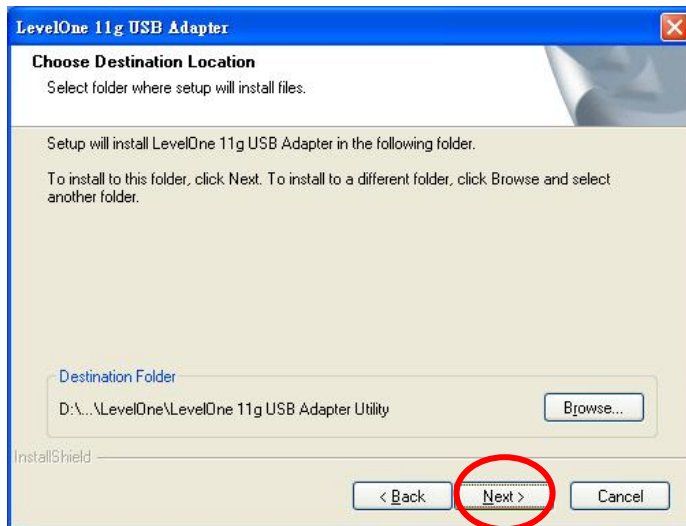 LevelOne 11g USB Adapter
Choose Destination Location
Select folder where setup will install files.
Setup will install LevelOne 11g USB Adapter in the following folder.
To install to this folder, click Next. To install to a different folder, click Browse and select
another folder.
Destination Folder
D:\...\LevelOne\LevelOne 11g USB Adapter Utility
Browse...
InstallShield
< Back
Next >
Cancel